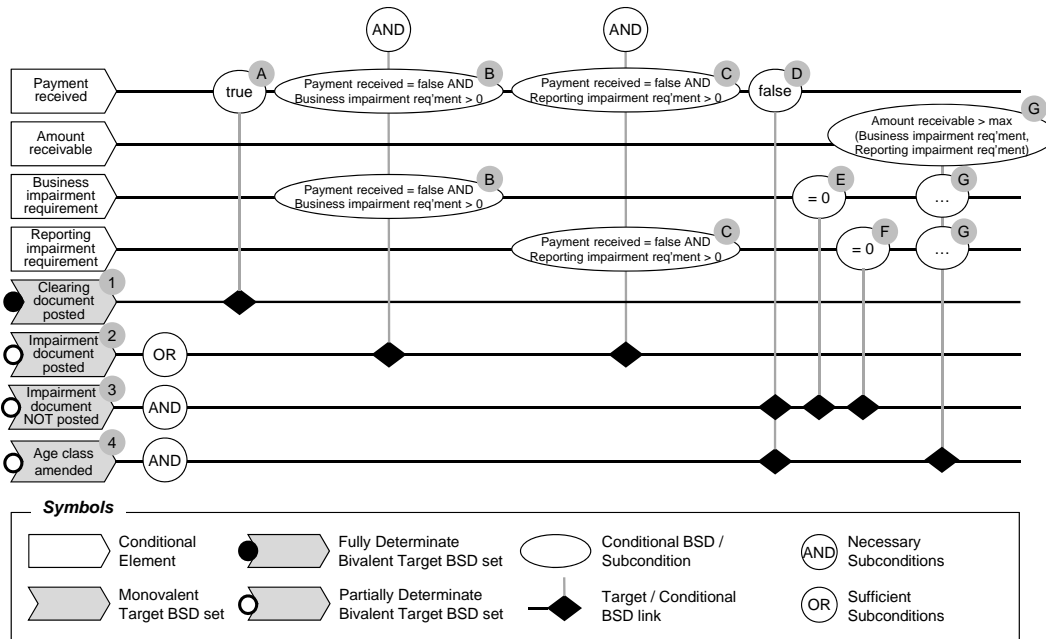 AND
AND
Payment
received
true
A
Payment received = false AND
Business impairment req'ment > 0
B
Payment received = false AND
Reporting impairment req'ment > 0
C
false
D
Amount
receivable
Amount receivable > max
(Business impairment req'ment,
Reporting impairment req'ment)
G
Business
impairment
requirement
Payment received = false AND
Business impairment req'ment > 0
B
= 0
E
...
G
Reporting
impairment
requirement
Payment received = false AND
Reporting impairment req'ment > 0
C
= 0
F
...
G
Clearing
document
posted
1
Impairment
document
posted
2
OR
Impairment
document
NOT posted
3
AND
Age class
amended
4
AND
Symbols
Conditional
Element
Fully Determinate
Bivalent Target BSD set
Conditional BSD /
Subcondition
AND
Necessary
Subconditions
Monovalent
Target BSD set
Partially Determinate
Bivalent Target BSD set
Target / Conditional
BSD link
OR
Sufficient
Subconditions